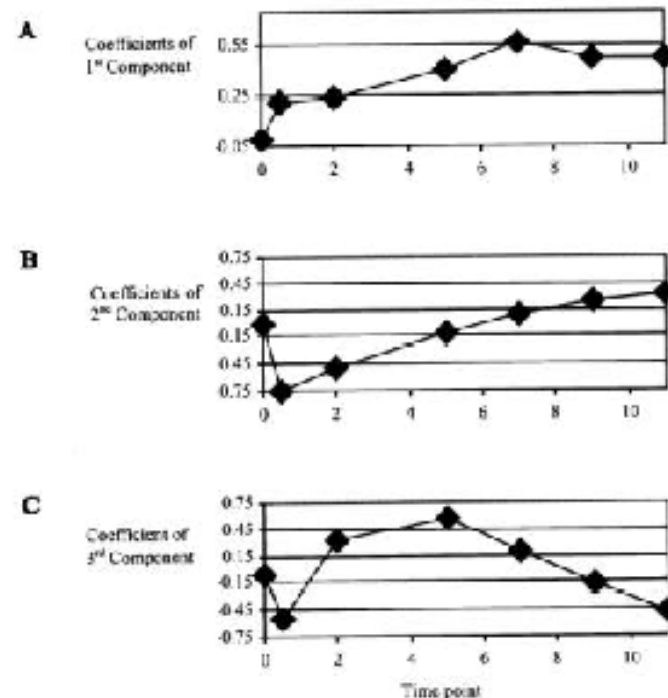 A
Coefficients of
1st Component
0.55
0.25
-0.05
0 2 4 6 8 10
B
Coefficients of
2nd Component
0.75
0.45
0.15
0.15
0.45
0.75
0 2 4 6 8 10
C
Coefficient of
3rd Component
0.75
0.45
0.15
-0.15
-0.45
-0.75
0 2 4 6 8 10
Time point